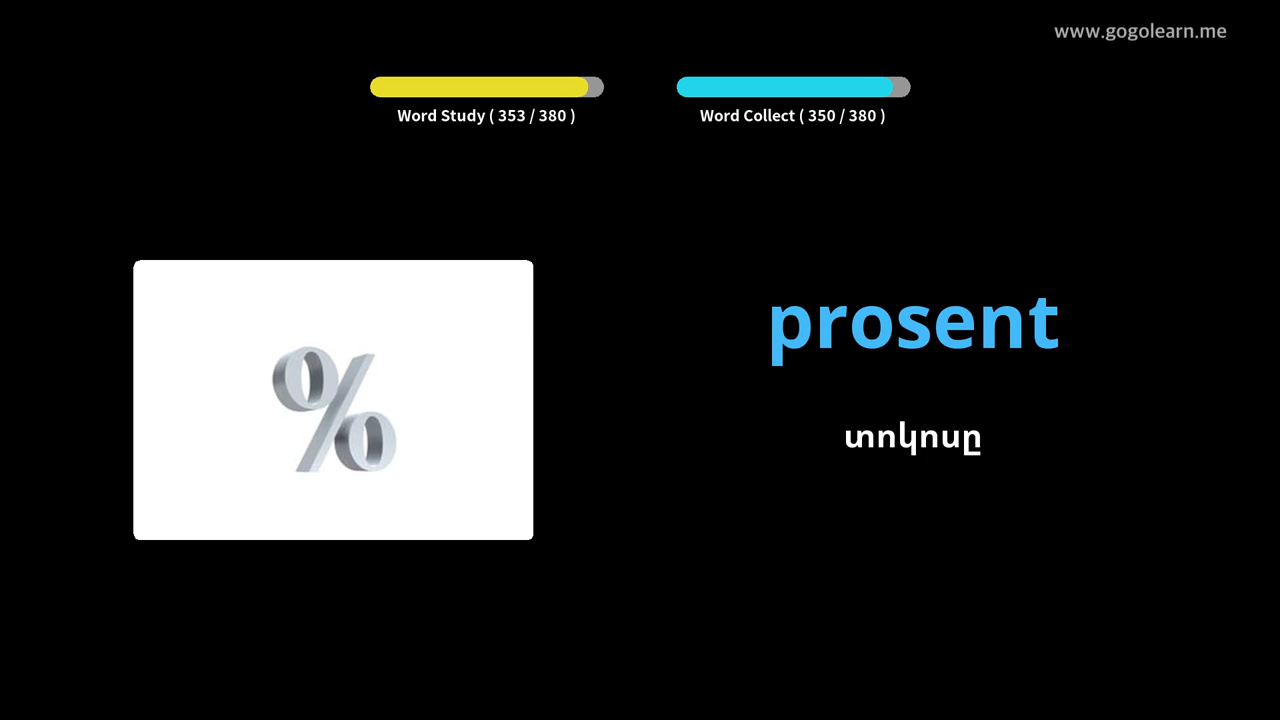 www.gogolearn.me
Word Study ( 353 / 380 )
Word Collect ( 350 / 380 )
%
prosent
տոկոսը